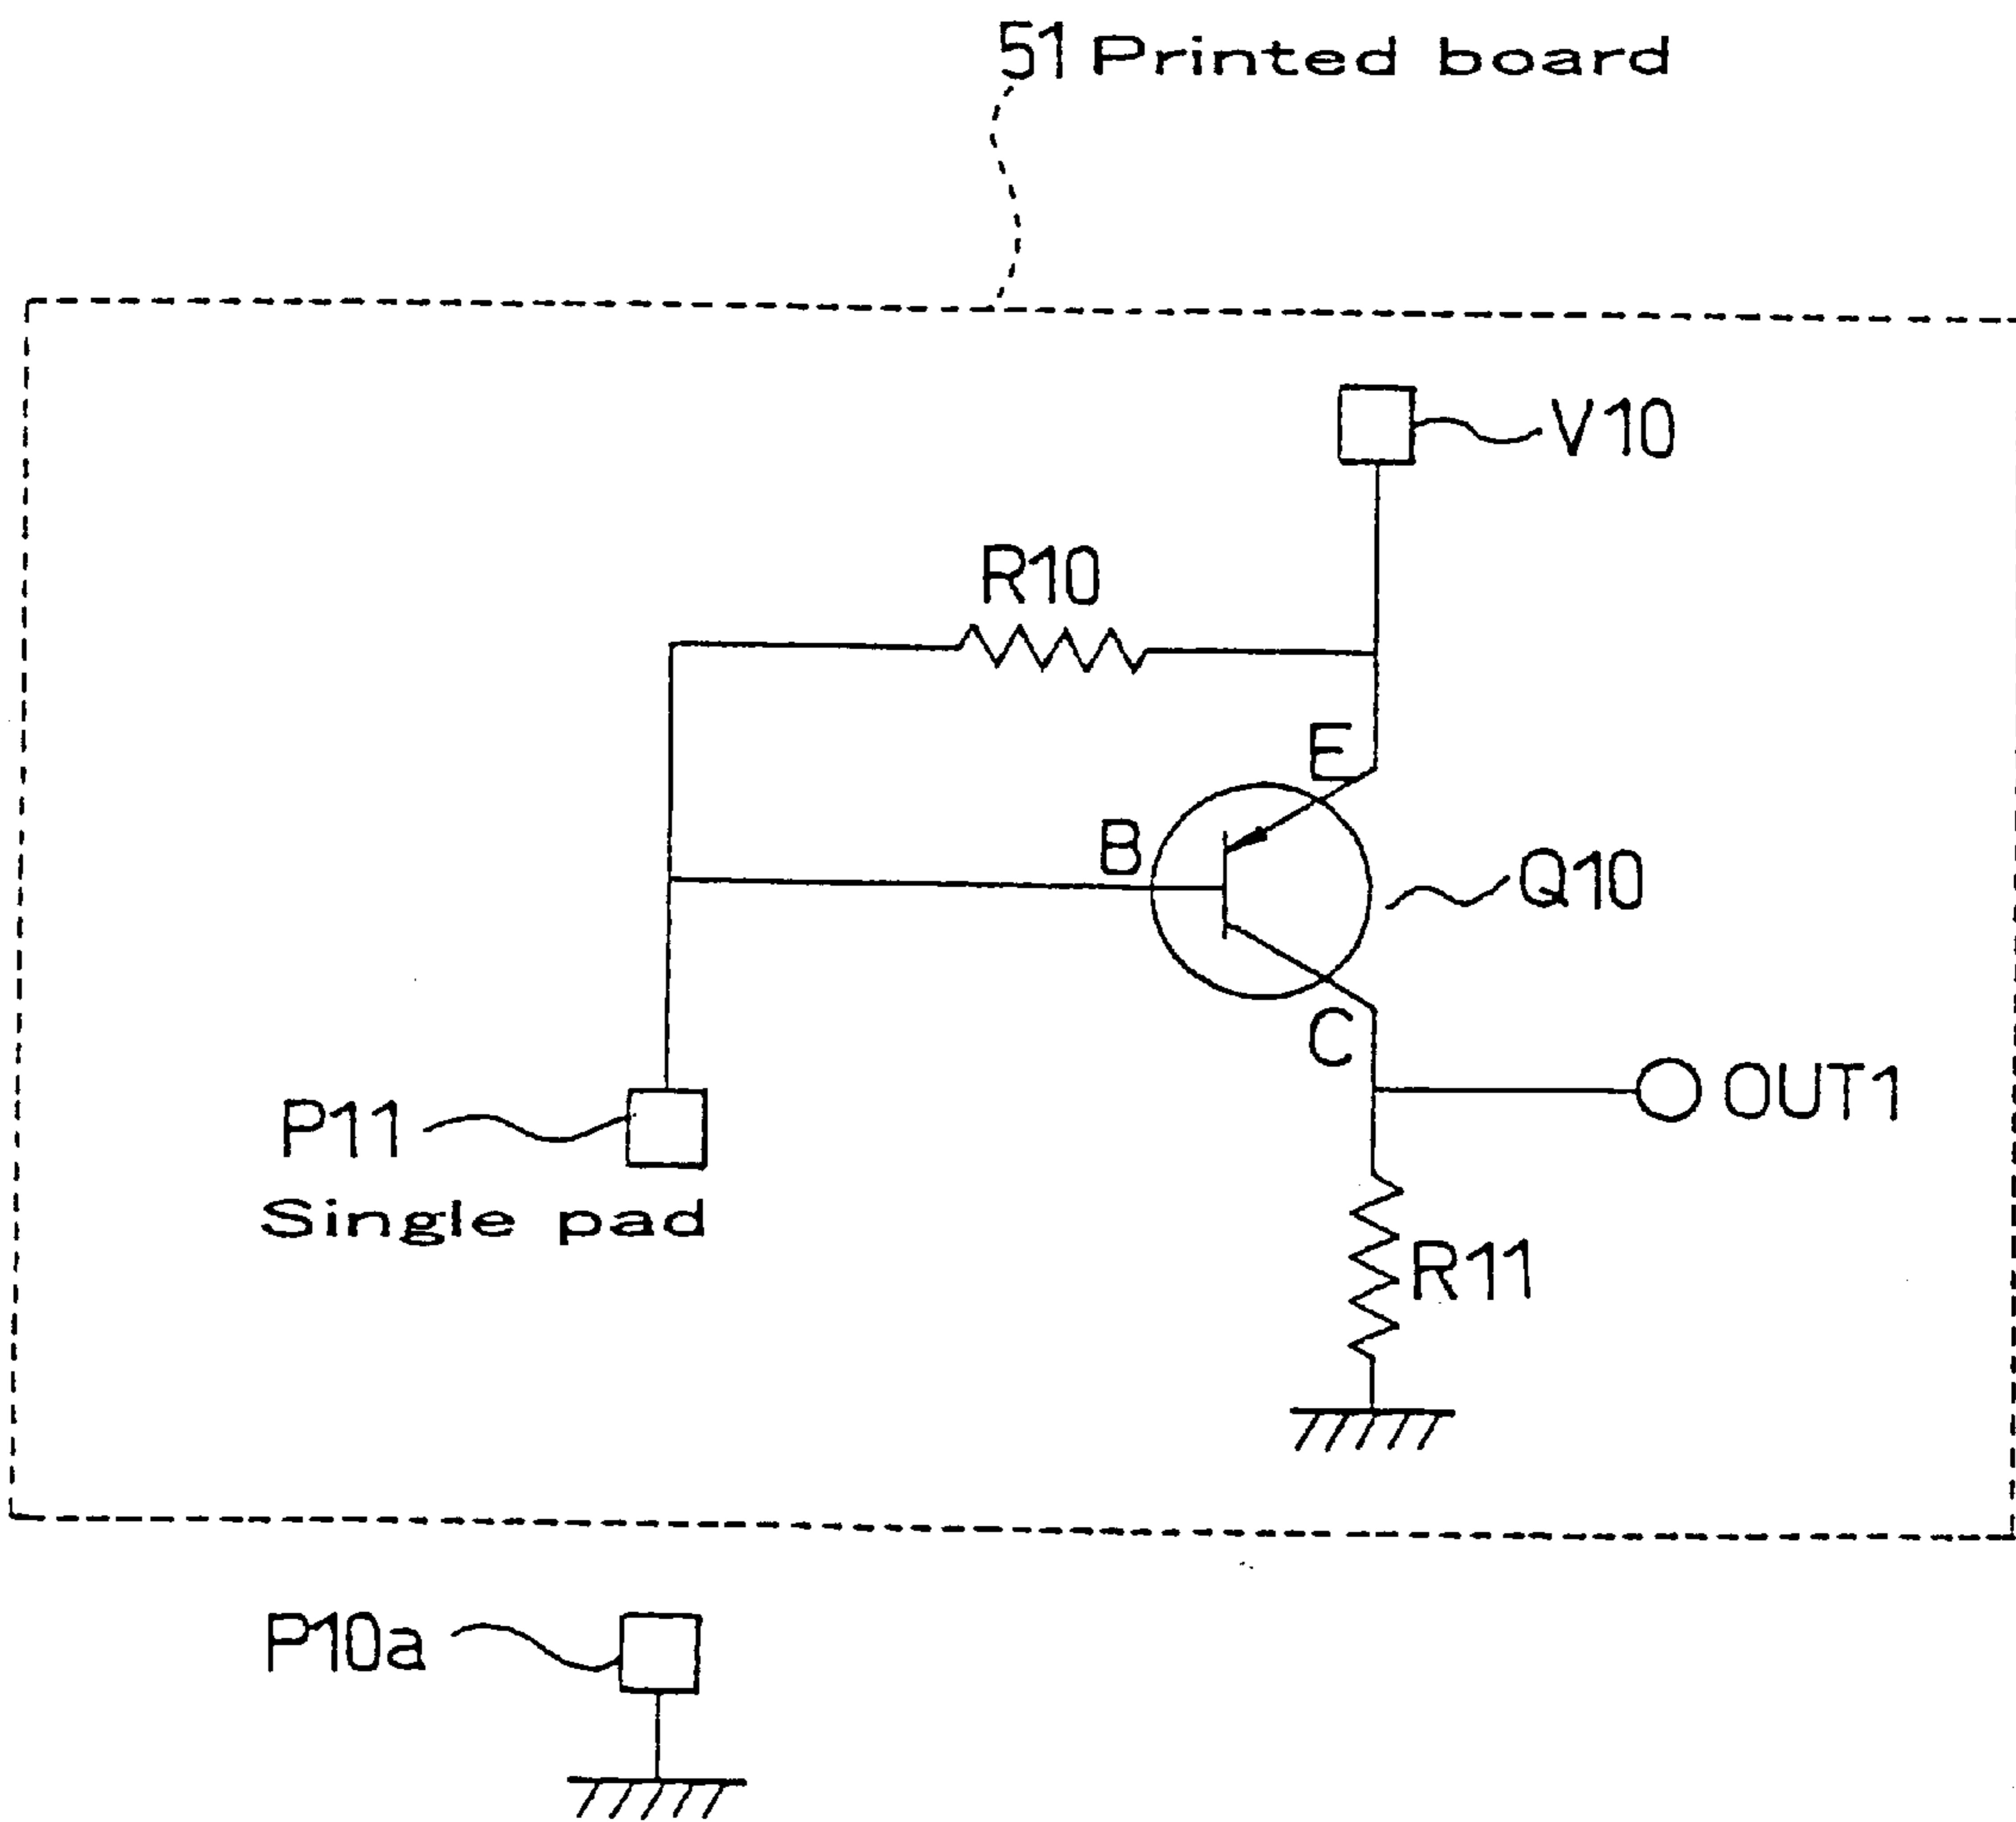 51 Printed board
V10
R10
E
B
Q10
C
P11
OUT1
Single pad
R11
P10a